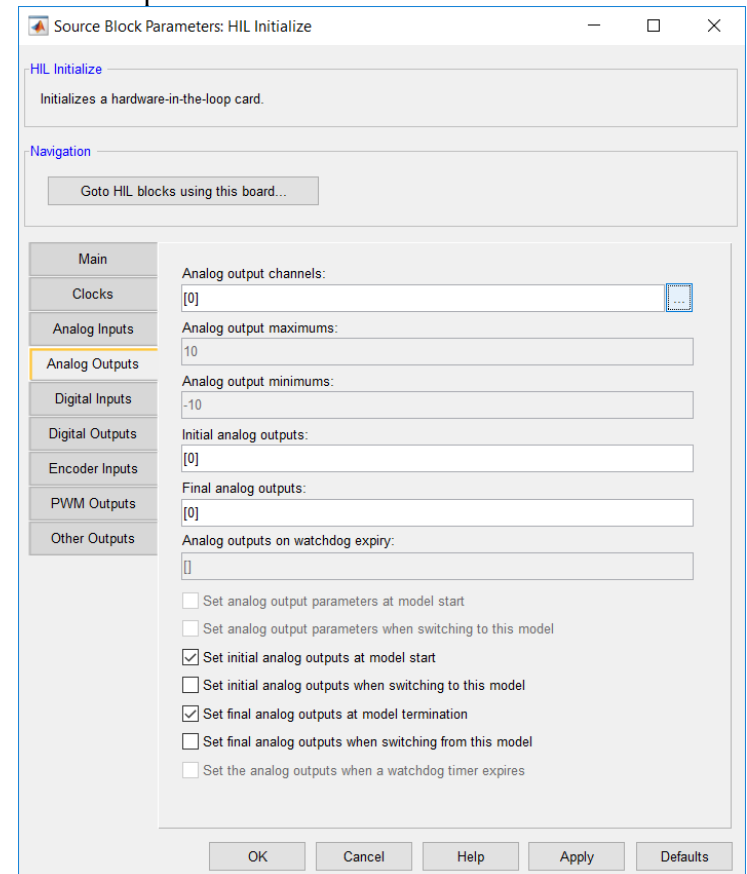 Source Block Parameters: HIL Initialize
HIL Initialize
Initializes a hardware-in-the-loop card.
Navigation
Goto HIL blocks using this board...
Main
Clocks
Analog Inputs
Analog Outputs
Digital Inputs
Digital Outputs
Encoder Inputs
PWM Outputs
Other Outputs
Analog output channels:
[0]
...
Analog output maximums:
10
Analog output minimums:
-10
Initial analog outputs:
[0]
Final analog outputs:
[0]
Analog outputs on watchdog expiry:
[]
Set analog output parameters at model start
Set analog output parameters when switching to this model
Set initial analog outputs at model start
Set initial analog outputs when switching to this model
Set final analog outputs at model termination
Set final analog outputs when switching from this model
Set the analog outputs when a watchdog timer expires
OK
Cancel
Help
Apply
Defaults